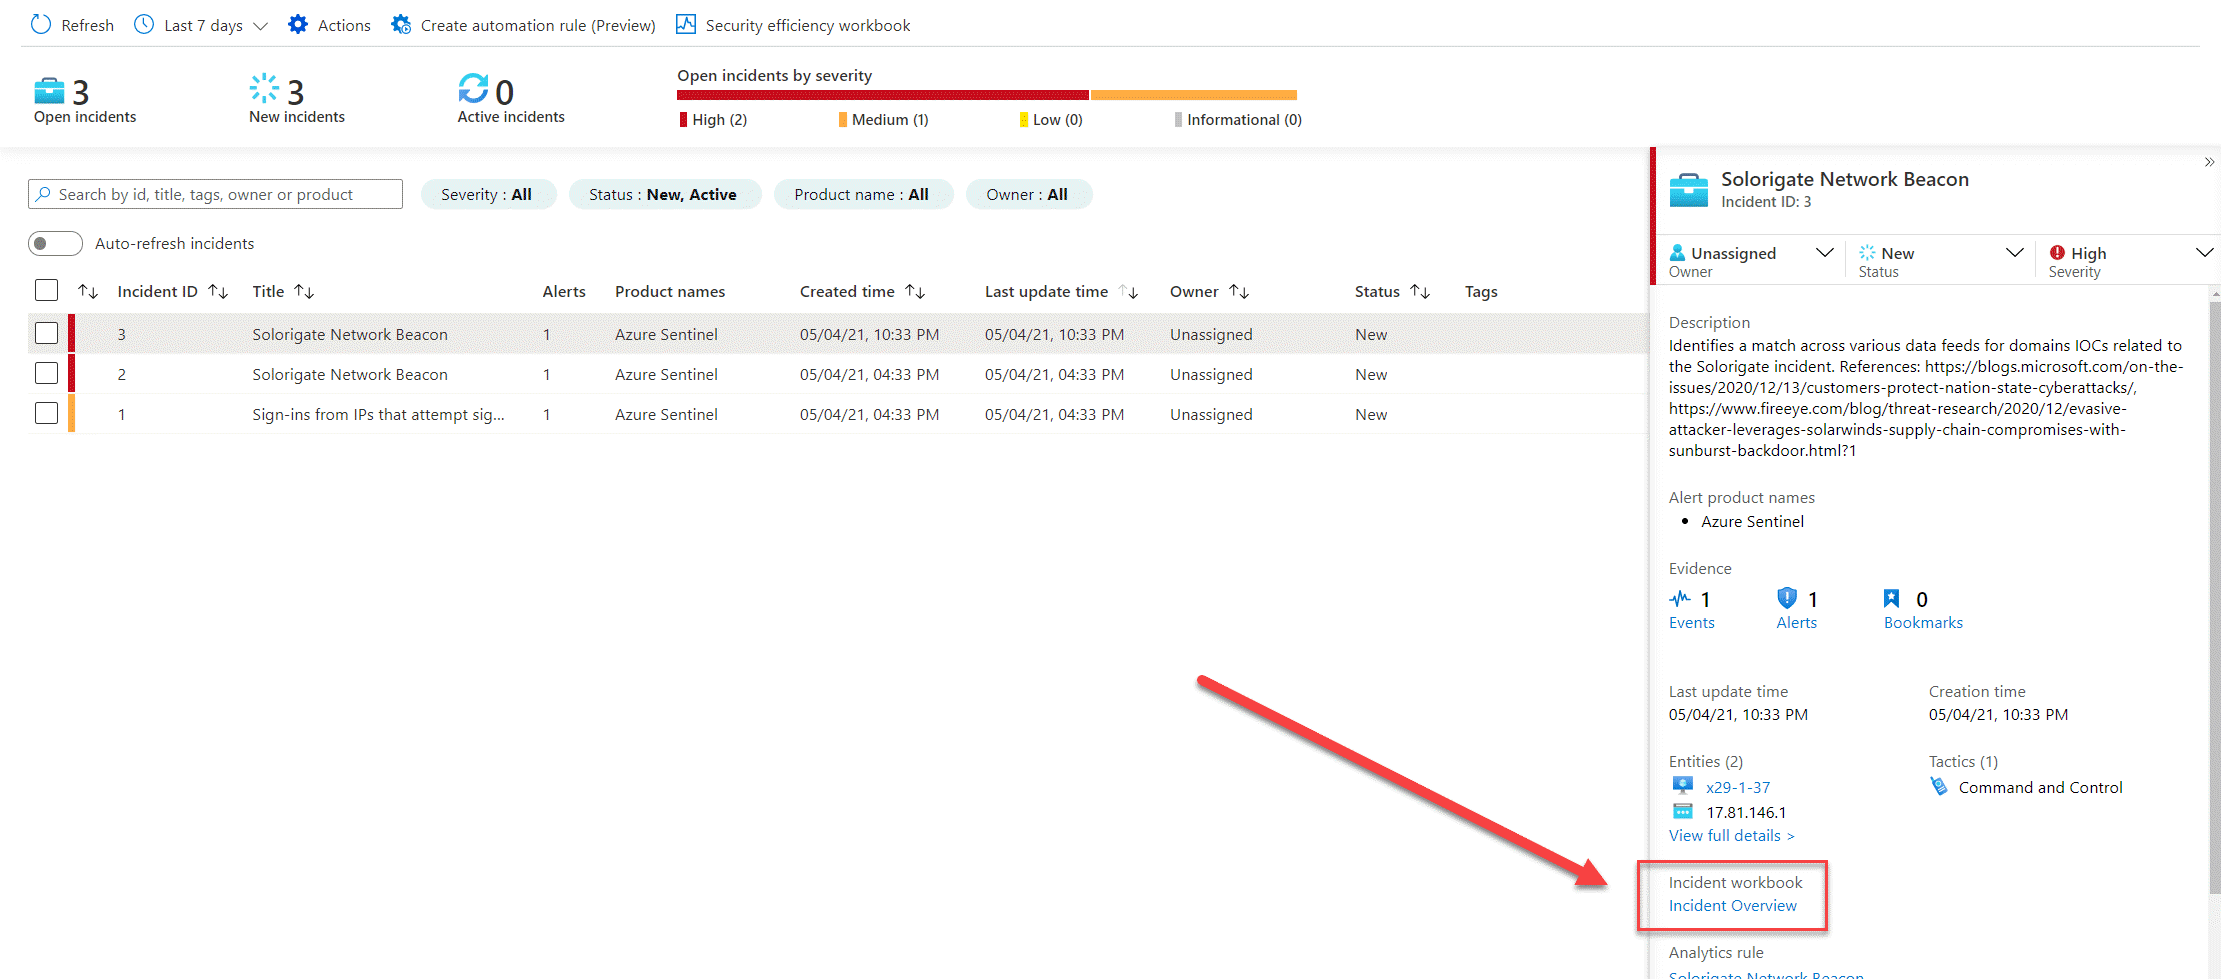 Refresh Last 7 days Actions Create automation rule (Preview) Security efficiency workbook
3 3 0
Open incidents New incidents Active incidents
Open incidents by severity
High (2) Medium (1) Low (0) Informational (0)
Search by id, title, tags, owner or product Severity : All Status : New, Active Product name : All Owner : All
Auto-refresh incidents
Incident ID Title Alerts Product names Created time Last update time Owner Status Tags
3 Solorigate Network Beacon 1 Azure Sentinel 05/04/21, 10:33 PM 05/04/21, 10:33 PM Unassigned New
2 Solorigate Network Beacon 1 Azure Sentinel 05/04/21, 04:33 PM 05/04/21, 04:33 PM Unassigned New
1 Sign-ins from IPs that attempt sig... 1 Azure Sentinel 05/04/21, 04:33 PM 05/04/21, 04:33 PM Unassigned New
Solorigate Network Beacon
Incident ID: 3
Unassigned New High
Owner Status Severity
Description
Identifies a match across various data feeds for domains IOCs related to
the Solorigate incident. References: https://blogs.microsoft.com/on-the-
issues/2020/12/13/customers-protect-nation-state-cyberattacks/,
https://www.fireeye.com/blog/threat-research/2020/12/evasive-
attacker-leverages-solarwinds-supply-chain-compromises-with-
sunburst-backdoor.html?1
Alert product names
• Azure Sentinel
Evidence
1 1 0
Events Alerts Bookmarks
Last update time Creation time
05/04/21, 10:33 PM 05/04/21, 10:33 PM
Entities (2) Tactics (1)
x29-1-37 Command and Control
17.81.146.1
View full details >
Incident workbook
Incident Overview
Analytics rule
Solorigate Network Beacon